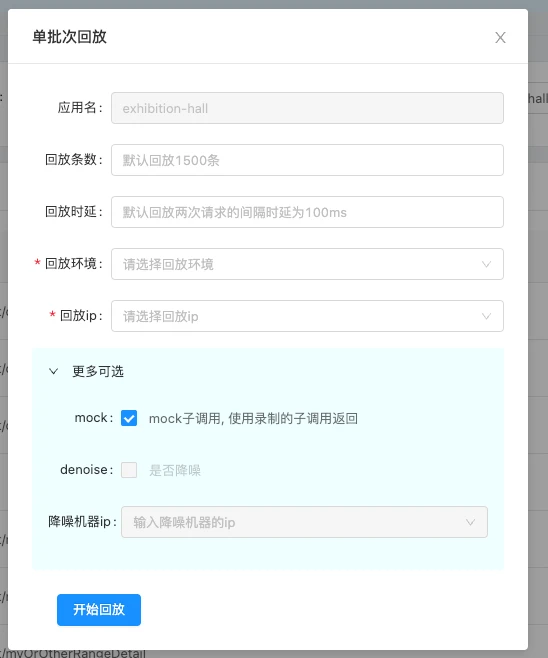 单批次回放
应用名: exhibition-hall
hall
回放条数: 默认回放1500条
回放时延: 默认回放两次请求的间隔时延为100ms
* 回放环境: 请选择回放环境
* 回放ip: 请选择回放ip
更多可选
mock: mock子调用, 使用录制的子调用返回
denoise: 是否降噪
降噪机器ip: 输入降噪机器的ip
开始回放